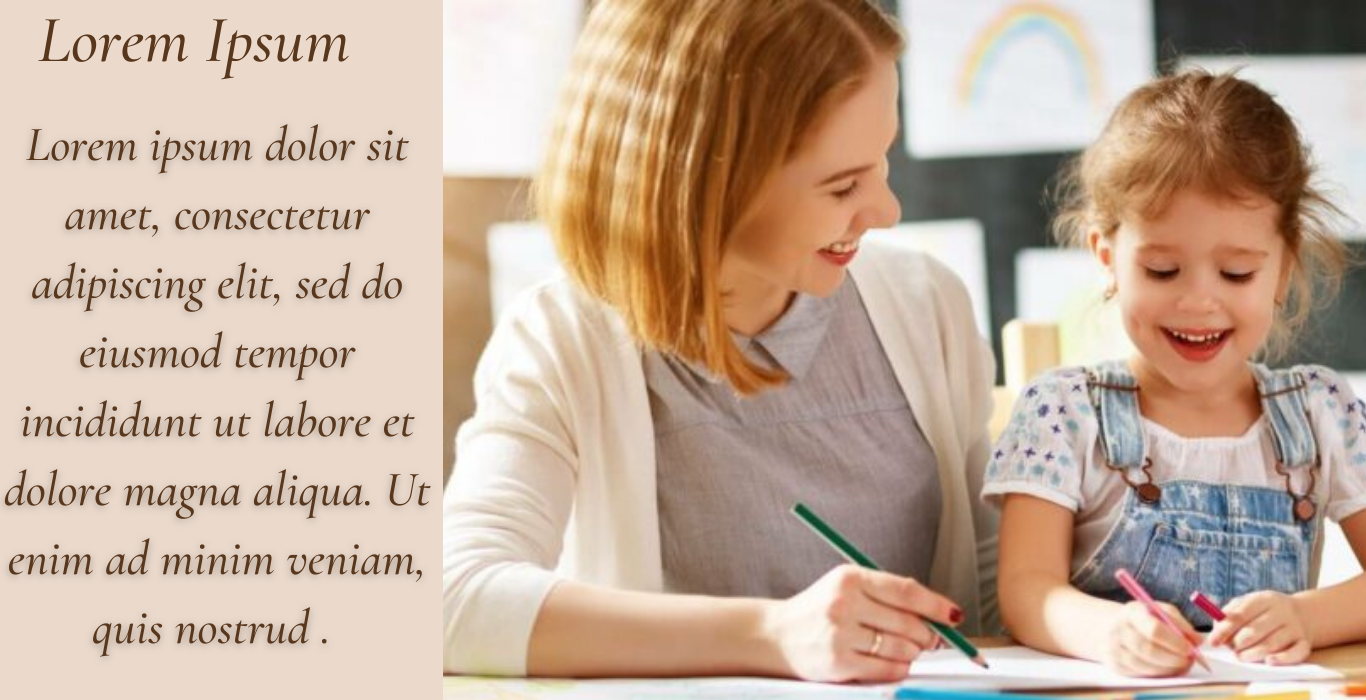 Lorem Ipsum
Lorem ipsum dolor sit
amet, consectetur
adipiscing elit, sed do
eiusmod tempor
incididunt ut labore et
dolore magna aliqua. Ut
enim ad minim veniam,
quis nostrud .